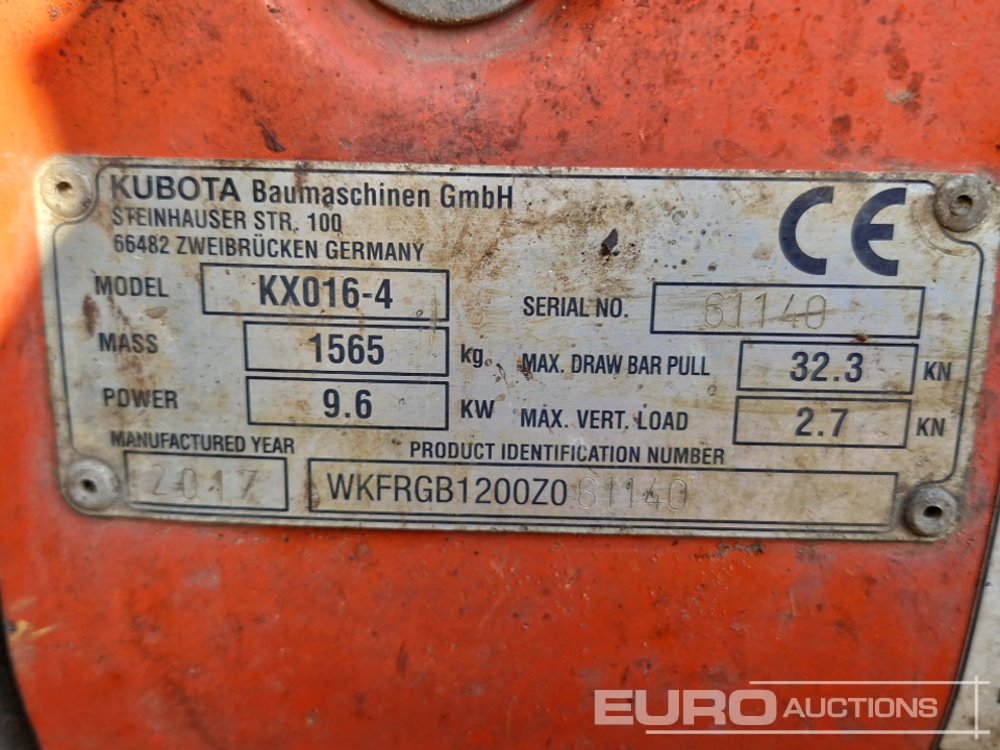 KUBOTA Baumaschinen GmbH
STEINHAUSER STR. 100
66482 ZWEIBRÜCKEN GERMANY
CE
MODEL KX016-4
SERIAL NO. 61140
MASS 1565 kg.
MAX. DRAW BAR PULL 32.3 KN
POWER 9.6 KW
MAX. VERT. LOAD 2.7 KN
MANUFACTURED YEAR
2017
PRODUCT IDENTIFICATION NUMBER
WKFRGB1200Z061140
EURO AUCTIONS